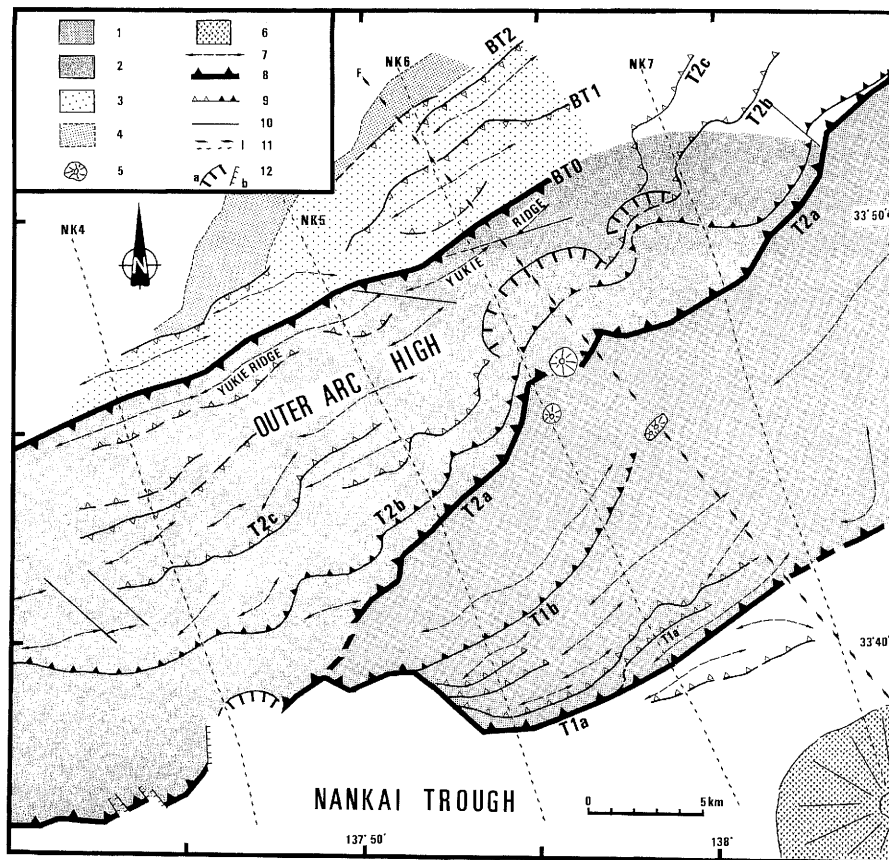 1
2
3
4
5
6
7
8
9
10
11
a
b
12
NK6
F
BT2
BT1
BT0
NK7
T2c
T2b
T2a
33°50'
NK4
NK5
N
YUKIE RIDGE
YUKIE RIDGE
OUTER ARC HIGH
T2c
T2b
T2a
T1b
T1a
T1a
33°40'
NANKAI TROUGH
0 5km
137°50'
138°